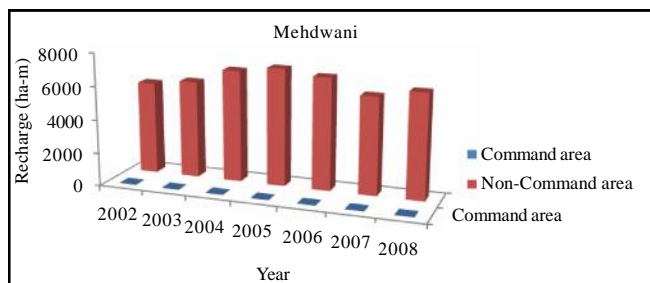 Mehdwani
Recharge (ha-m)
8000
6000
4000
2000
0
2002
2003
2004
2005
2006
2007
2008
Year
Command area
Non-Command area
Command area